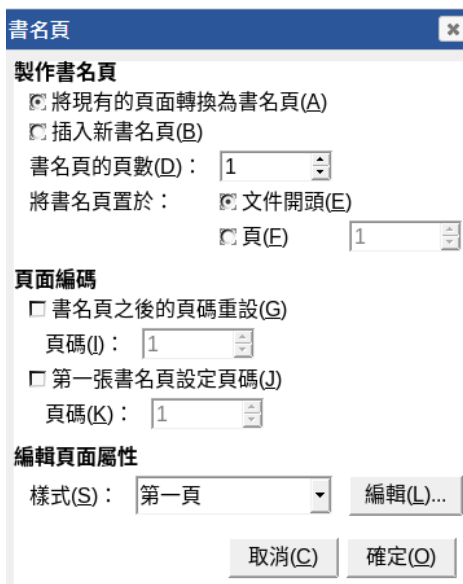 書名頁
製作書名頁
將現有的頁面轉換為書名頁(A)
插入新書名頁(B)
書名頁的頁數(D)： 1
將書名頁置於： 文件開頭(E)
頁(F) 1
頁面編碼
書名頁之後的頁碼重設(G)
頁碼(I)： 1
第一張書名頁設定頁碼(J)
頁碼(K)： 1
編輯頁面屬性
樣式(S)： 第一頁 編輯(L)...
取消(C) 確定(O)